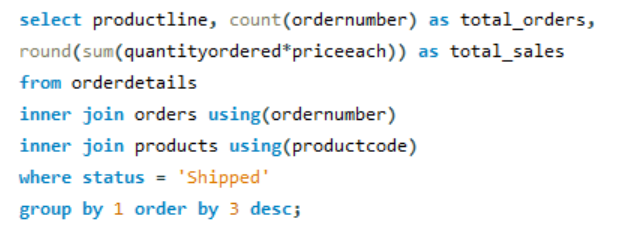 select productline, count(ordernumber) as total_orders,
round(sum(quantityordered*priceeach)) as total_sales
from orderdetails
inner join orders using(ordernumber)
inner join products using(productcode)
where status = 'Shipped'
group by 1 order by 3 desc;